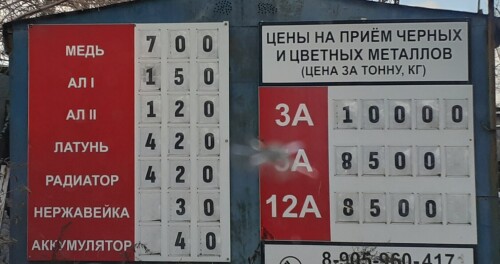 МЕДЬ 700
АЛ I 150
АЛ II 120
ЛАТУНЬ 420
РАДИАТОР 420
НЕРЖАВЕЙКА 30
АККУМУЛЯТОР 40
ЦЕНЫ НА ПРИЁМ ЧЕРНЫХ
И ЦВЕТНЫХ МЕТАЛЛОВ
(ЦЕНА ЗА ТОННУ, КГ)
3А 10000
8500
12А 8500
8-905-960-417